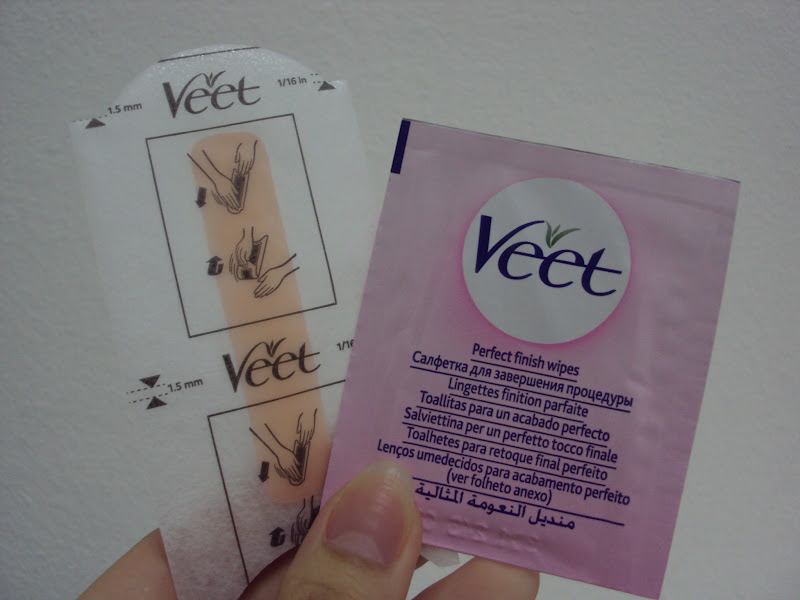 1.5 mm
Veet
1/16 in
Veet
1.5 mm
Veet
Perfect finish wipes
Салфетка для завершения процедуры
Lingettes finition parfaite
Toallitas para un acabado perfecto
Salviettina per un perfetto tocco finale
Toalhetes para retoque final perfeito
Lenços umedecidos para acabamento perfeito
(ver folheto anexo)
منديل النعومة المثالية